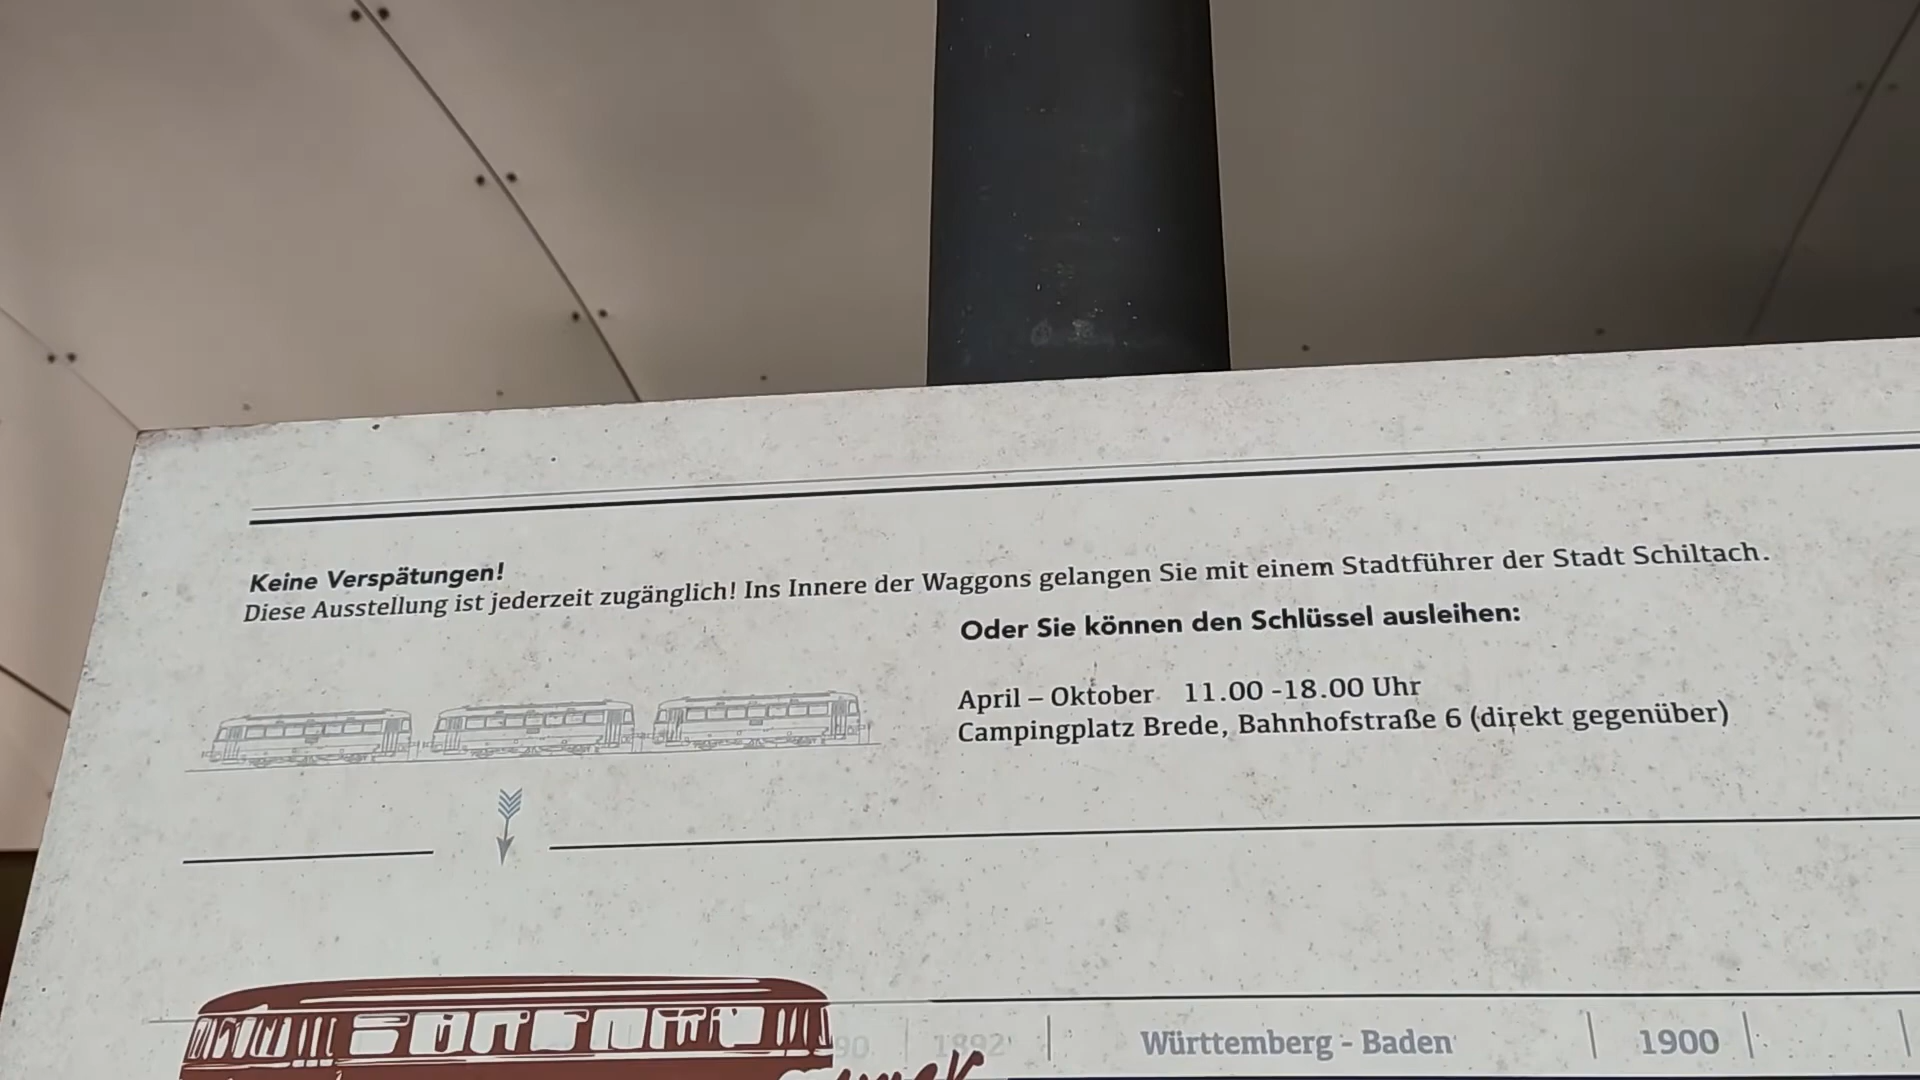 Keine Verspätungen!
Diese Ausstellung ist jederzeit zugänglich! Ins Innere der Waggons gelangen Sie mit einem Stadtführer der Stadt Schiltach.
Oder Sie können den Schlüssel ausleihen:
April – Oktober 11.00 -18.00 Uhr
Campingplatz Brede, Bahnhofstraße 6 (direkt gegenüber)
1892 Württemberg - Baden 1900